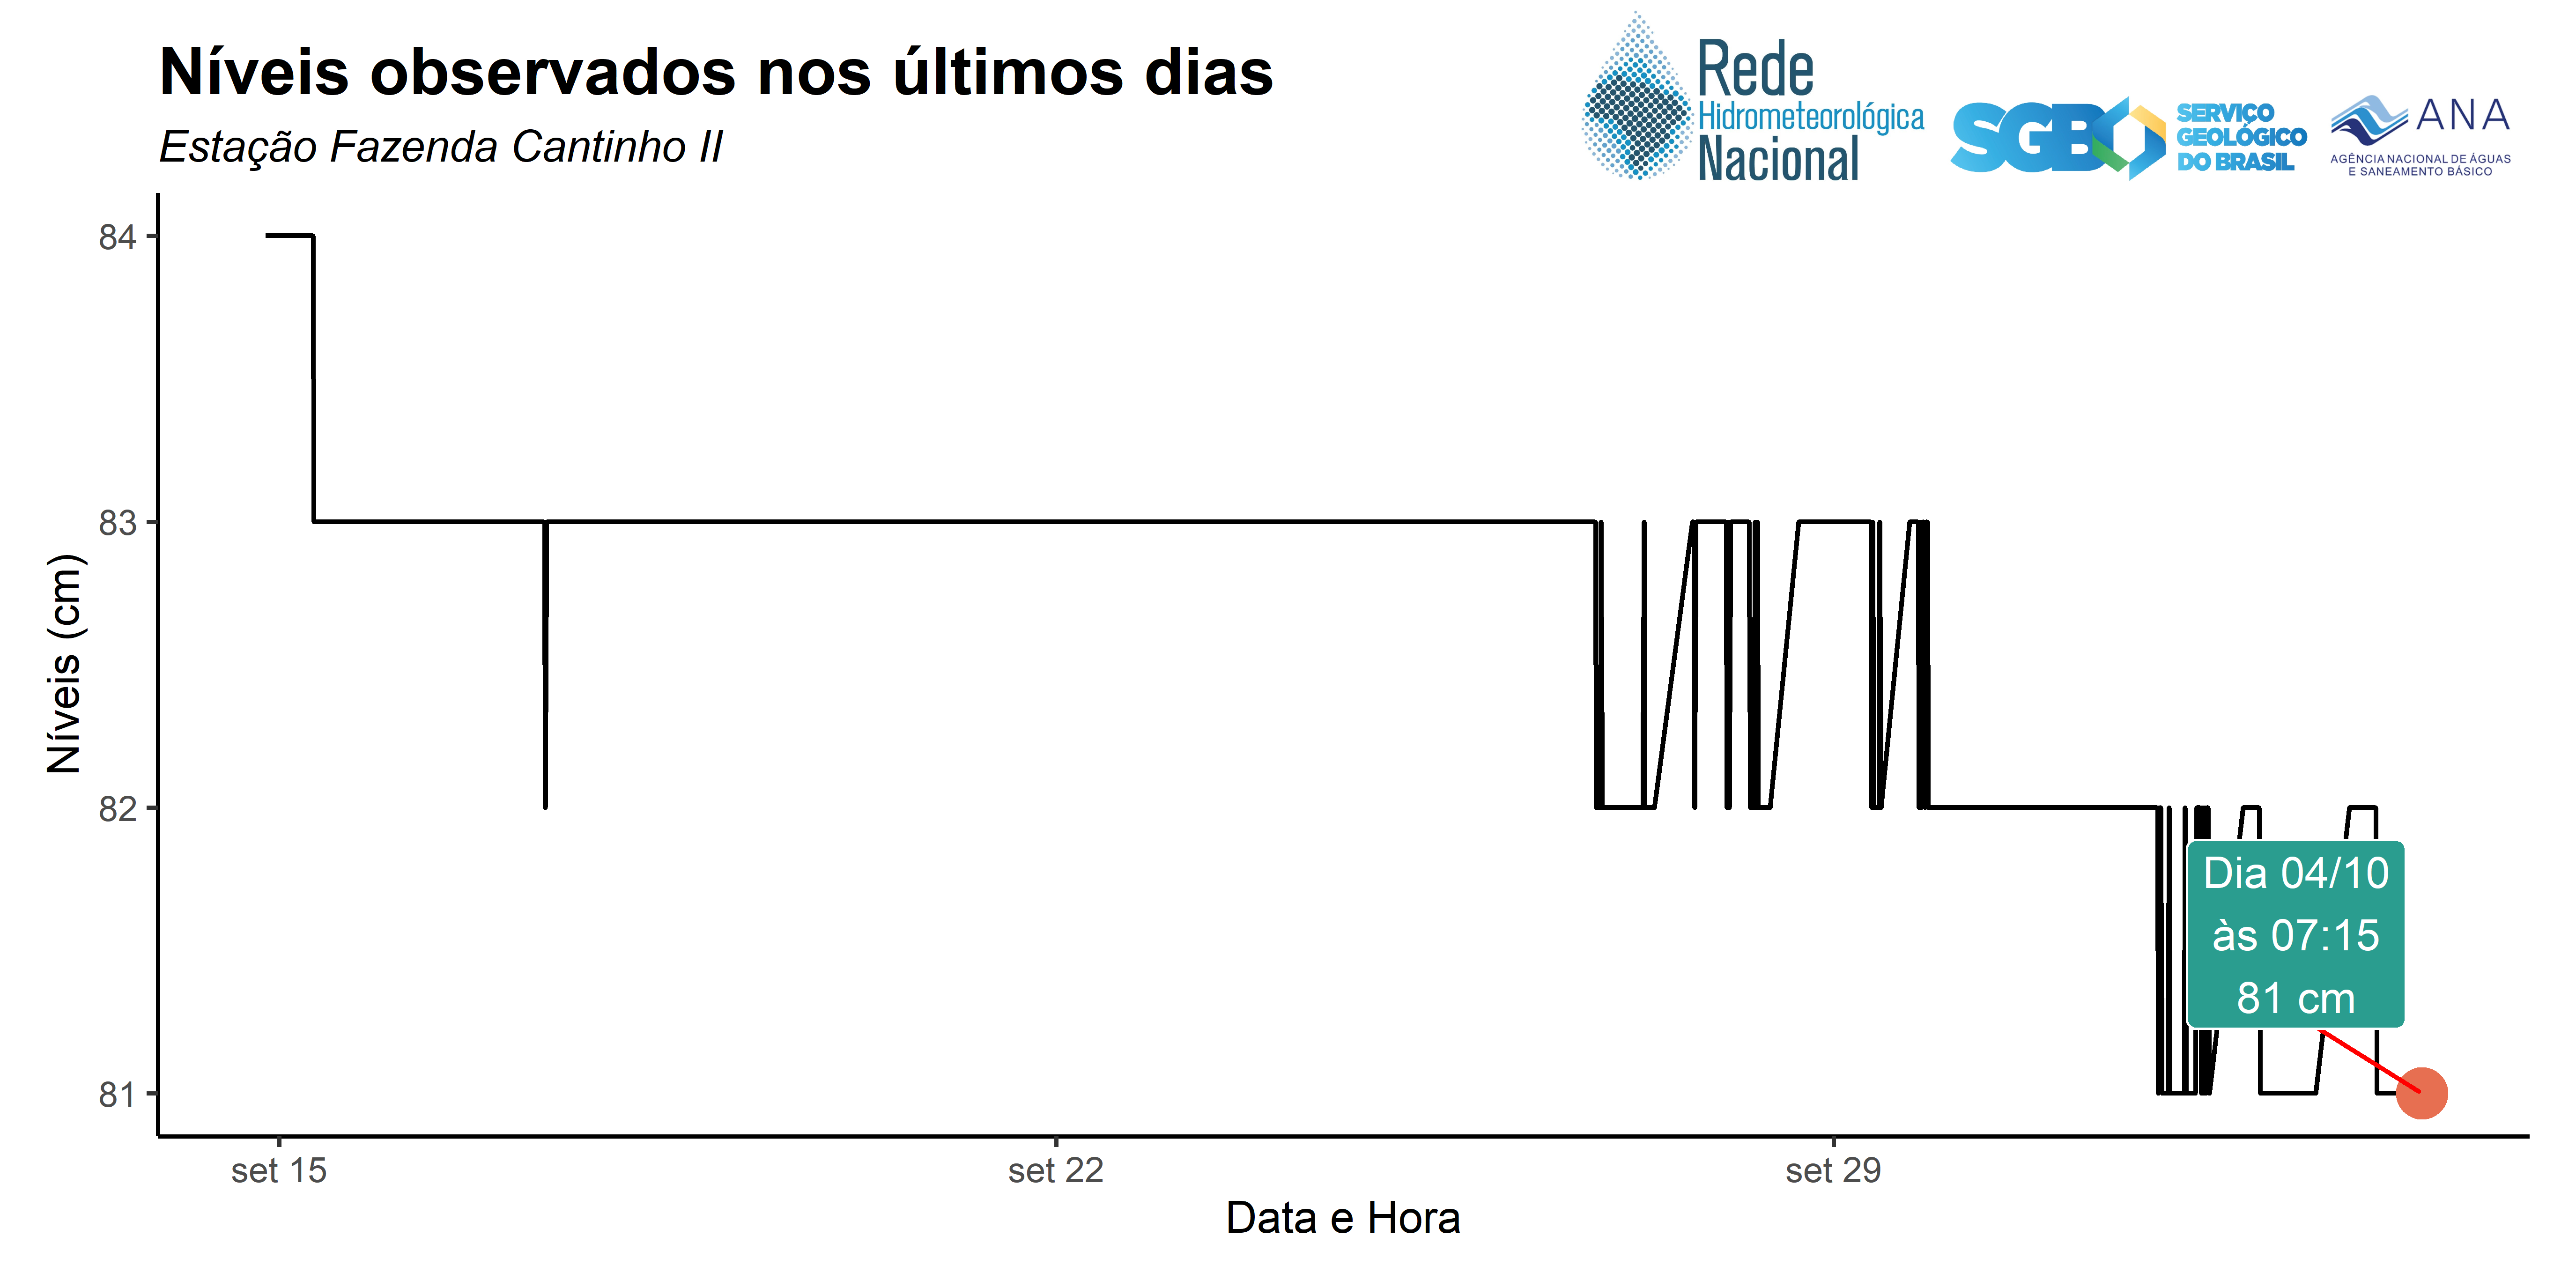 Níveis observados nos últimos dias
Estação Fazenda Cantinho II
Rede
Hidrometeorológica
Nacional
SGB
SERVIÇO
GEOLÓGICO
DO BRASIL
ANA
AGÊNCIA NACIONAL DE ÁGUAS
E SANEAMENTO BÁSICO
Níveis (cm)
84
83
82
81
Dia 04/10
às 07:15
81 cm
set 15
set 22
set 29
Data e Hora